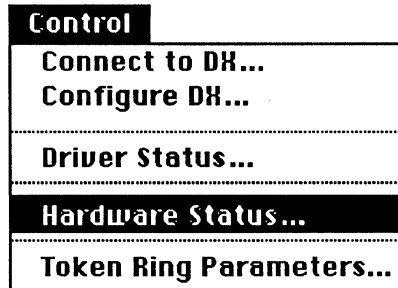 Control
Connect to DX...
Configure DX...
Driver Status...
Hardware Status...
Token Ring Parameters...